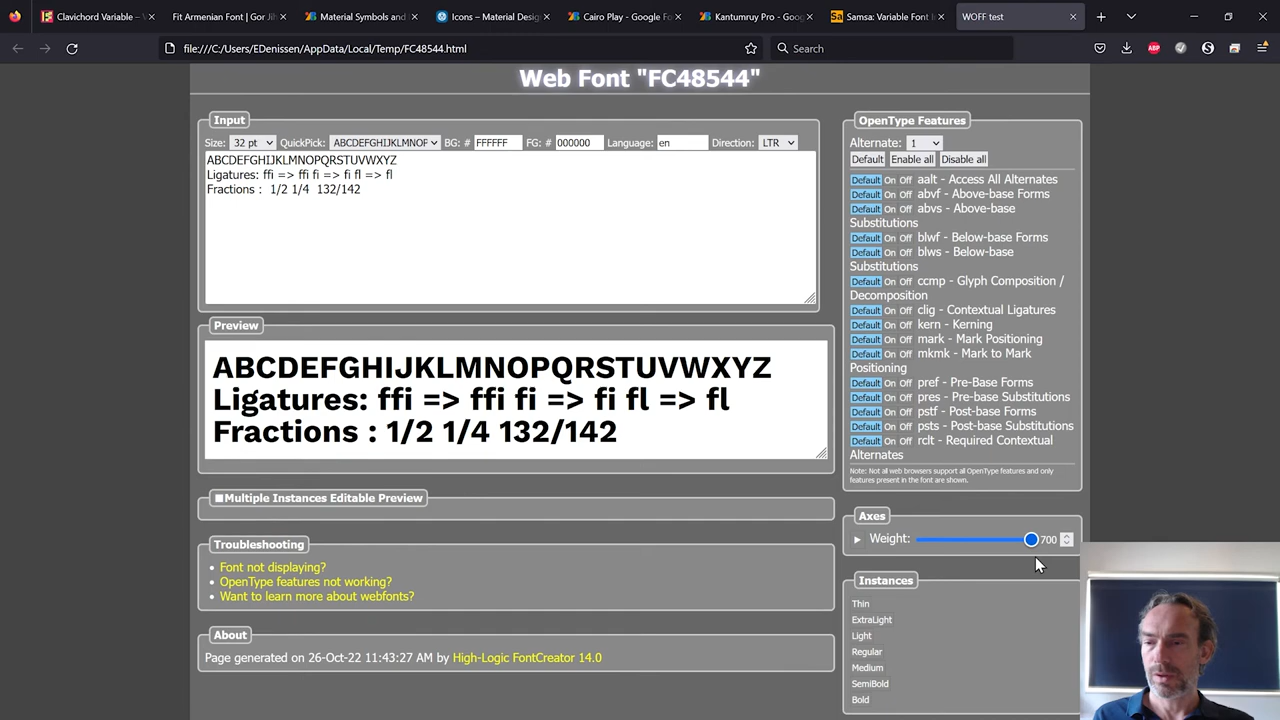 Clavichord Variable – V
Fit Armenian Font | Gor Jih
Material Symbols and
Icons – Material Design
Cairo Play - Google Fo
Kantumruy Pro - Goog
Samsa: Variable Font In
WOFF test
file:///C:/Users/EDenissen/AppData/Local/Temp/FC48544.html
Search
ABP
Web Font "FC48544"
Input
Size: 32 pt QuickPick: ABCDEFGHIJKLMNOF BG: # FFFFFF FG: # 000000 Language: en Direction: LTR
ABCDEFGHIJKLMNOPQRSTUVWXYZ
Ligatures: ffi => ffi fi => fi fl => fl
Fractions : 1/2 1/4 132/142
Preview
ABCDEFGHIJKLMNOPQRSTUVWXYZ
Ligatures: ffi => ffi fi => fi fl => fl
Fractions : 1/2 1/4 132/142
Multiple Instances Editable Preview
Troubleshooting
Font not displaying?
OpenType features not working?
Want to learn more about webfonts?
About
Page generated on 26-Oct-22 11:43:27 AM by High-Logic FontCreator 14.0
OpenType Features
Alternate: 1
Default Enable all Disable all
Default On Off aalt - Access All Alternates
Default On Off abvf - Above-base Forms
Default On Off abvs - Above-base
Substitutions
Default On Off blwf - Below-base Forms
Default On Off blws - Below-base
Substitutions
Default On Off ccmp - Glyph Composition /
Decomposition
Default On Off clig - Contextual Ligatures
Default On Off kern - Kerning
Default On Off mark - Mark Positioning
Default On Off mkmk - Mark to Mark
Positioning
Default On Off pref - Pre-Base Forms
Default On Off pres - Pre-base Substitutions
Default On Off pstf - Post-base Forms
Default On Off psts - Post-base Substitutions
Default On Off rclt - Required Contextual
Alternates
Note: Not all web browsers support all OpenType features and only
features present in the font are shown.
Axes
Weight: 700
Instances
Thin
ExtraLight
Light
Regular
Medium
SemiBold
Bold